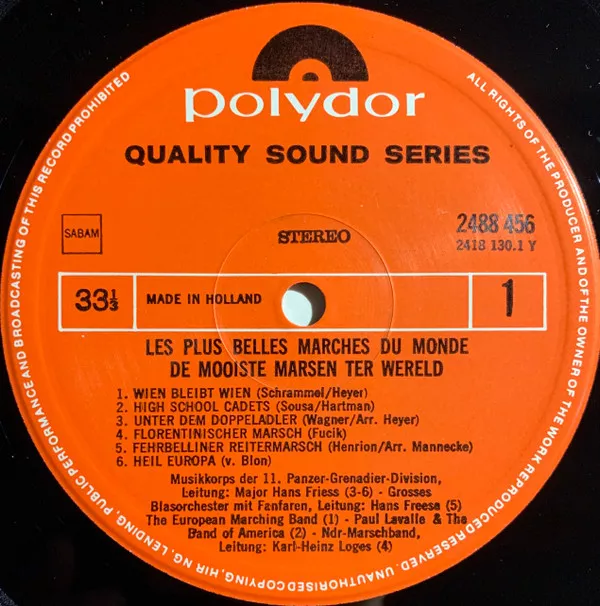 polydor
QUALITY SOUND SERIES
SABAM
STEREO
2488 456
2418 130.1 Y
33⅓
MADE IN HOLLAND
1
LES PLUS BELLES MARCHES DU MONDE
DE MOOISTE MARSEN TER WERELD
1. WIEN BLEIBT WIEN (Schrammel/Heyer)
2. HIGH SCHOOL CADETS (Sousa/Hartman)
3. UNTER DEM DOPPELADLER (Wagner/Arr. Heyer)
4. FLORENTINISCHER MARSCH (Fucik)
5. FEHRBELLINER REITERMARSCH (Henrion/Arr. Mannecke)
6. HEIL EUROPA (v. Blon)
Musikkorps der 11. Panzer-Grenadier-Division,
Leitung: Major Hans Friess (3-6) - Grosses
Blasorchester mit Fanfaren, Leitung: Hans Freese (5)
The European Marching Band (1) - Paul Lavalle & The
Band of America (2) - Ndr-Marschband,
Leitung: Karl-Heinz Loges (4)
ALL RIGHTS OF THE PRODUCER AND OF THE OWNER OF THE WORK REPRODUCED RESERVED. UNAUTHORISED COPYING, HIRING, LENDING, PUBLIC PERFORMANCE AND BROADCASTING OF THIS RECORD PROHIBITED